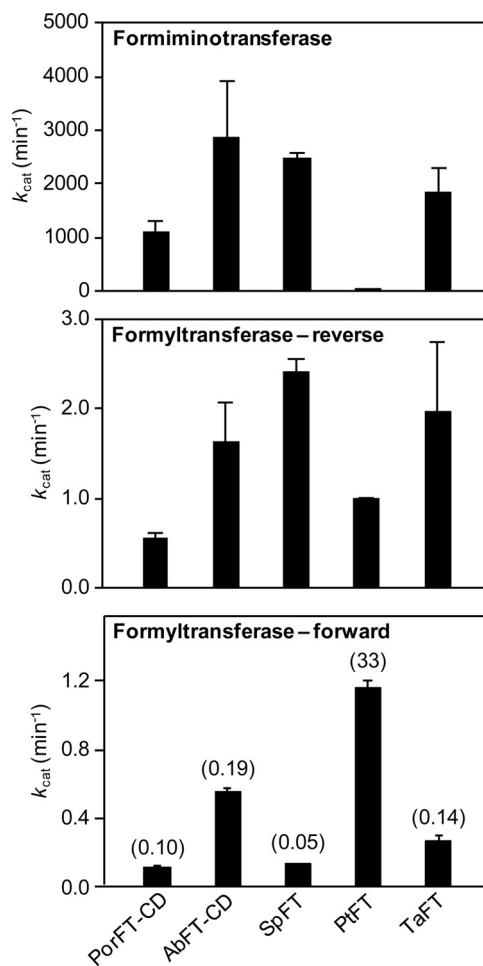 Formiminotransferase
5000
4000
3000
2000
1000
0
k_cat (min⁻¹)
Formyltransferase – reverse
3.0
2.0
1.0
0.0
k_cat (min⁻¹)
Formyltransferase – forward
1.2
0.8
0.4
0.0
k_cat (min⁻¹)
(0.10)
(0.19)
(0.05)
(33)
(0.14)
PorFT-CD
AbFT-CD
SpFT
PtFT
TaFT